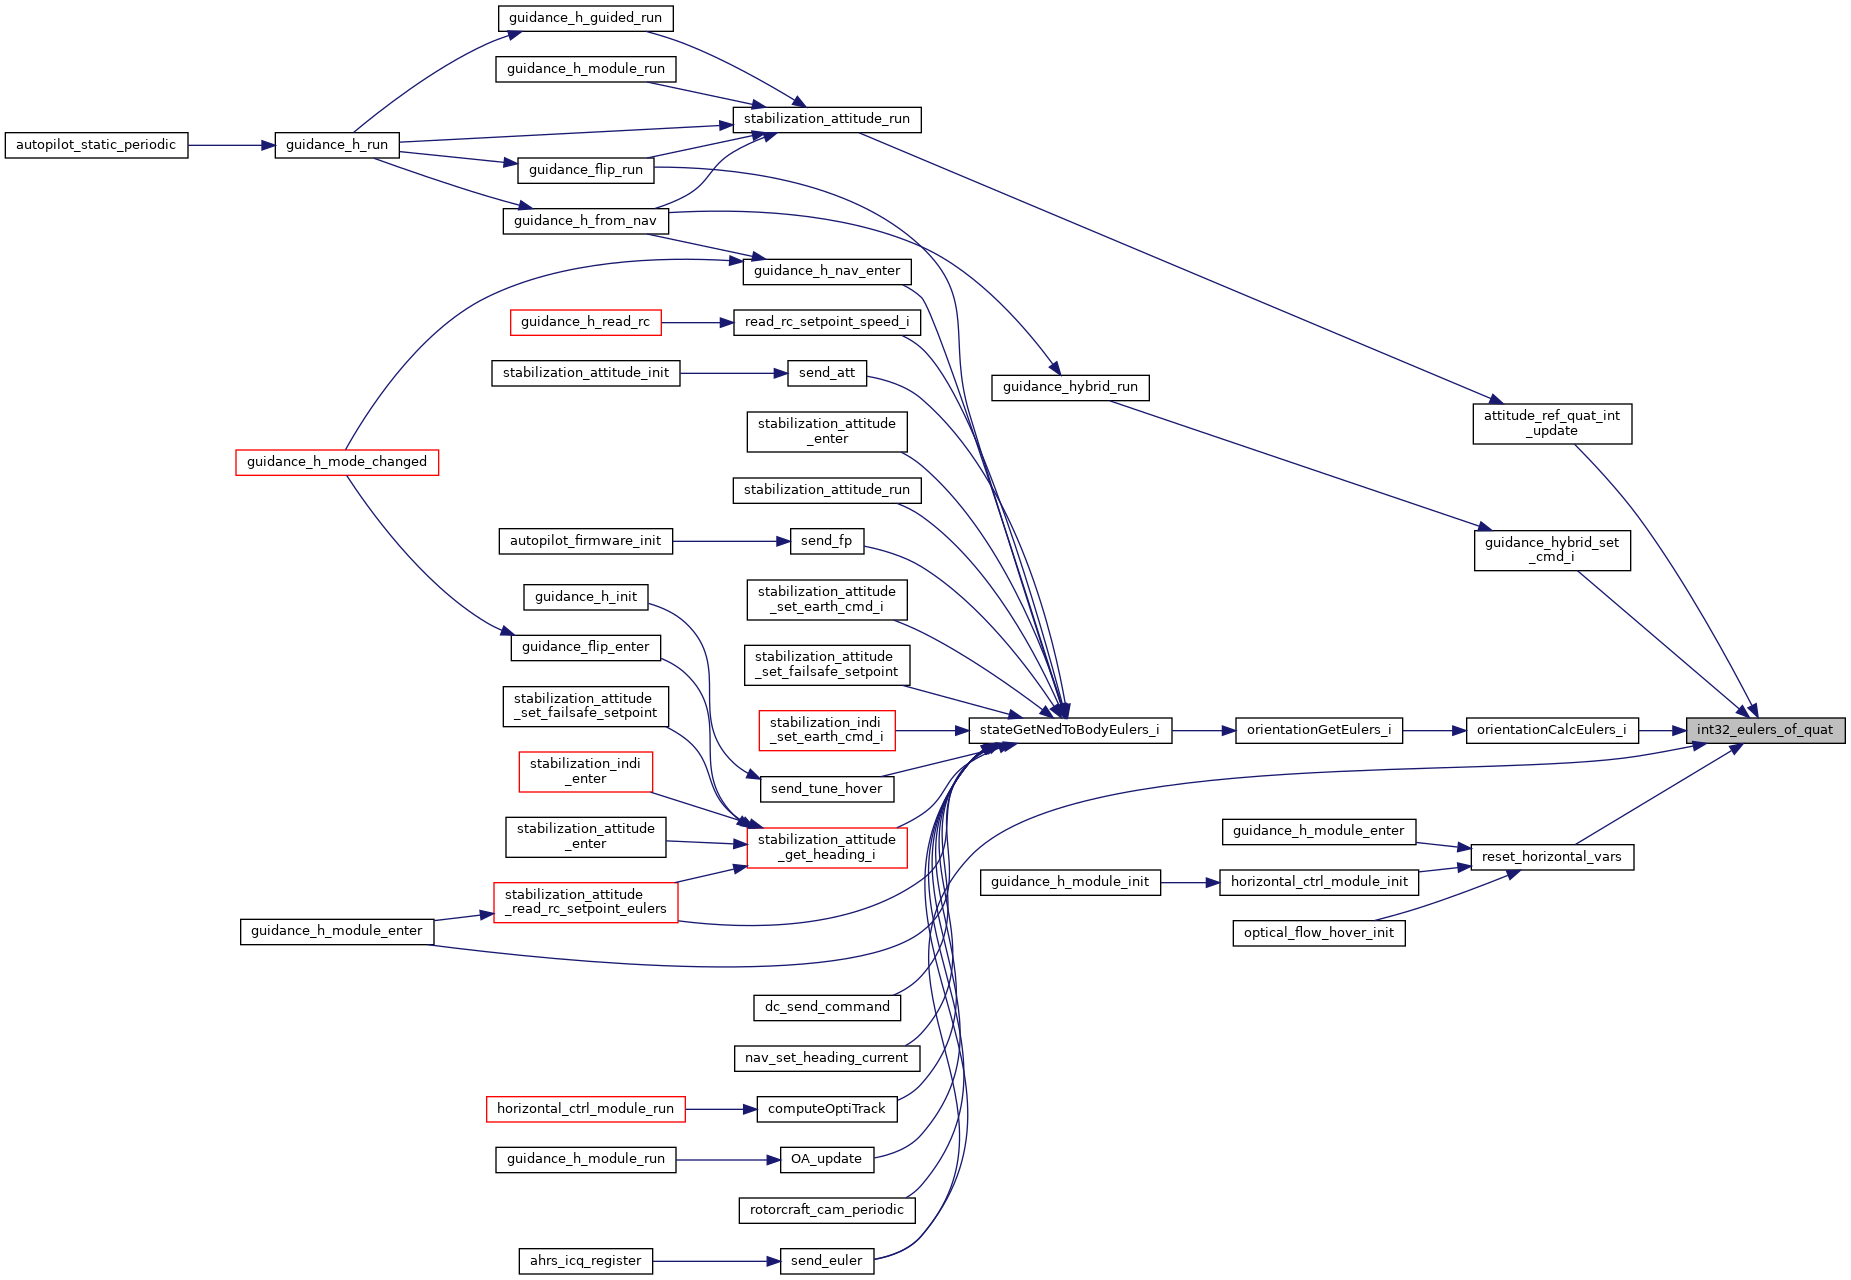 guidance_h_guided_run
guidance_h_module_run
stabilization_attitude_run
autopilot_static_periodic
guidance_h_run
guidance_flip_run
guidance_h_from_nav
guidance_h_nav_enter
guidance_h_read_rc
read_rc_setpoint_speed_i
stabilization_attitude_init
send_att
guidance_hybrid_run
attitude_ref_quat_int
_update
stabilization_attitude
_enter
guidance_h_mode_changed
stabilization_attitude_run
autopilot_firmware_init
send_fp
guidance_hybrid_set
_cmd_i
guidance_h_init
stabilization_attitude
_set_earth_cmd_i
guidance_flip_enter
stabilization_attitude
_set_failsafe_setpoint
stabilization_attitude
_set_failsafe_setpoint
stabilization_indi
_set_earth_cmd_i
stateGetNedToBodyEulers_i
orientationGetEulers_i
orientationCalcEulers_i
int32_eulers_of_quat
stabilization_indi
_enter
send_tune_hover
stabilization_attitude
_enter
stabilization_attitude
_get_heading_i
guidance_h_module_enter
reset_horizontal_vars
guidance_h_module_init
horizontal_ctrl_module_init
optical_flow_hover_init
stabilization_attitude
_read_rc_setpoint_eulers
guidance_h_module_enter
dc_send_command
nav_set_heading_current
horizontal_ctrl_module_run
computeOptiTrack
guidance_h_module_run
OA_update
rotorcraft_cam_periodic
ahrs_icq_register
send_euler